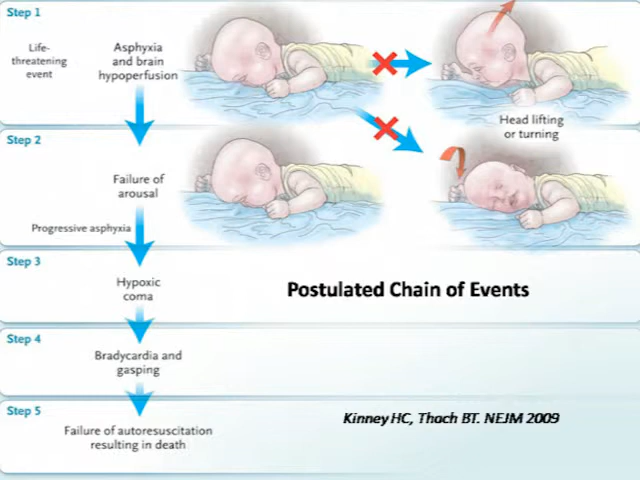 Step 1
Life-
threatening
event
Asphyxia
and brain
hypoperfusion
Head lifting
or turning
Step 2
Failure of
arousal
Progressive asphyxia
Step 3
Hypoxic
coma
Postulated Chain of Events
Step 4
Bradycardia and
gasping
Step 5
Failure of autoresuscitation
resulting in death
Kinney HC, Thach BT. NEJM 2009